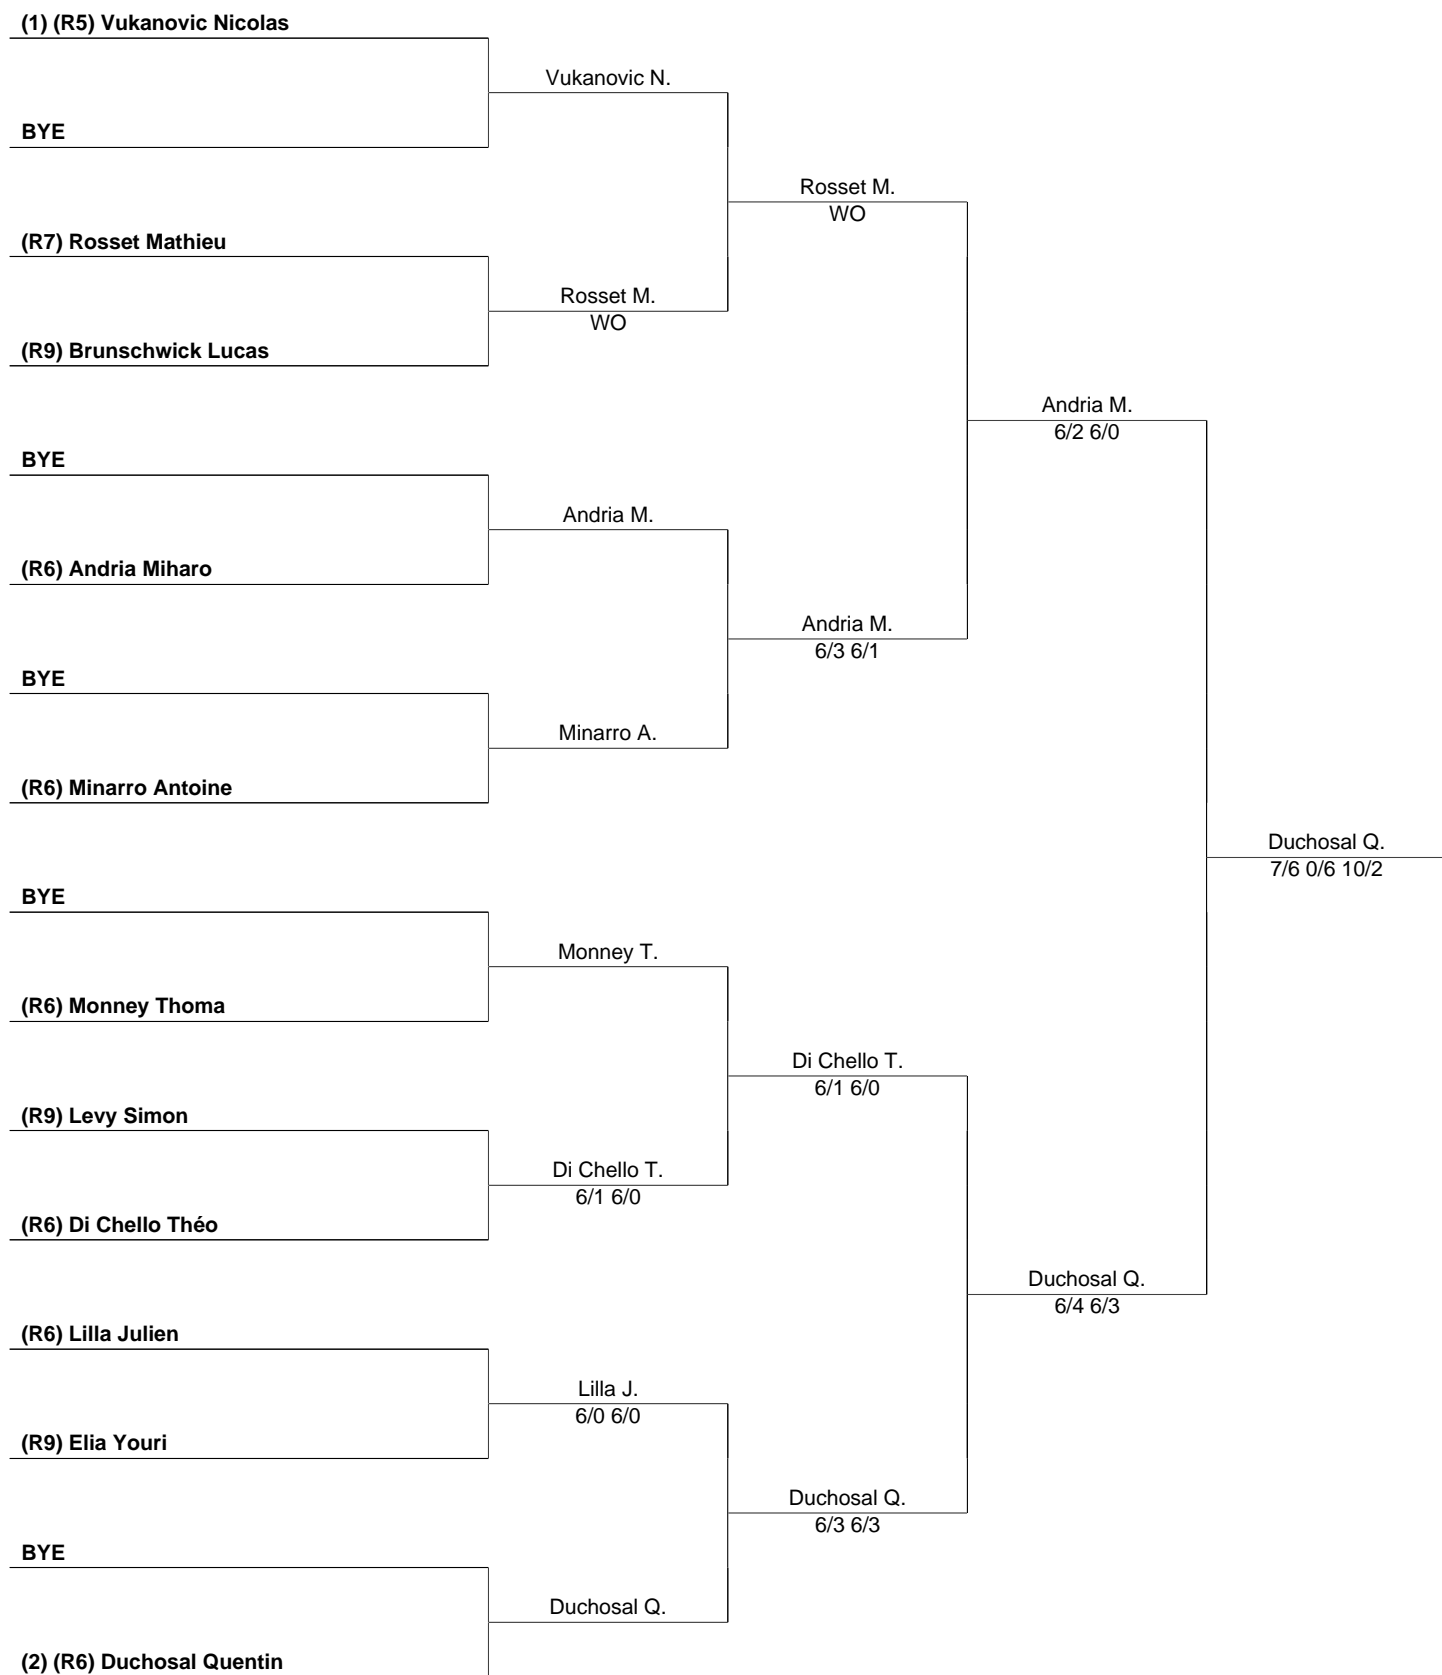 (1) (R5) Vukanovic Nicolas
Vukanovic N.
BYE
Rosset M.
WO
(R7) Rosset Mathieu
Rosset M.
WO
(R9) Brunschwick Lucas
Andria M.
6/2 6/0
BYE
Andria M.
(R6) Andria Miharo
Andria M.
6/3 6/1
BYE
Minarro A.
(R6) Minarro Antoine
Duchosal Q.
7/6 0/6 10/2
BYE
Monney T.
(R6) Monney Thoma
Di Chello T.
6/1 6/0
(R9) Levy Simon
Di Chello T.
6/1 6/0
(R6) Di Chello Théo
Duchosal Q.
6/4 6/3
(R6) Lilla Julien
Lilla J.
6/0 6/0
(R9) Elia Youri
Duchosal Q.
6/3 6/3
BYE
Duchosal Q.
(2) (R6) Duchosal Quentin